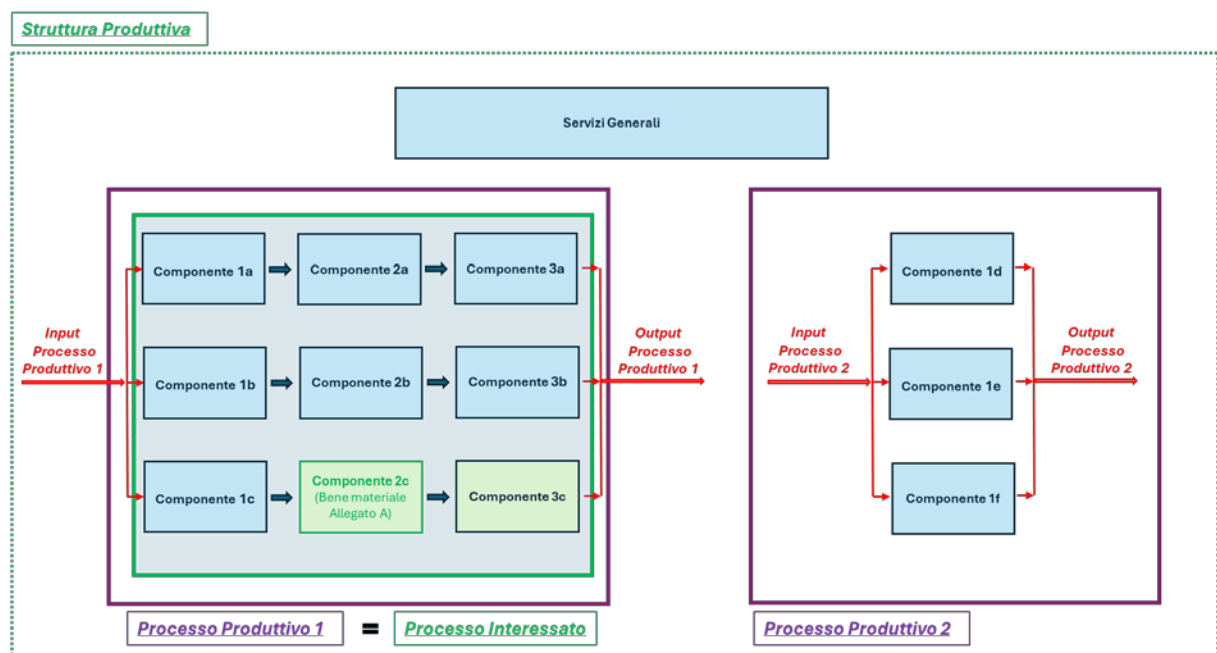 Struttura Produttiva
Servizi Generali
Componente 1a
Componente 2a
Componente 3a
Input
Processo
Produttivo 1
Componente 1b
Componente 2b
Componente 3b
Output
Processo
Produttivo 1
Componente 1c
Componente 2c
(Bene materiale
Allegato A)
Componente 3c
Processo Produttivo 1
=
Processo Interessato
Componente 1d
Input
Processo
Produttivo 2
Componente 1e
Output
Processo
Produttivo 2
Componente 1f
Processo Produttivo 2